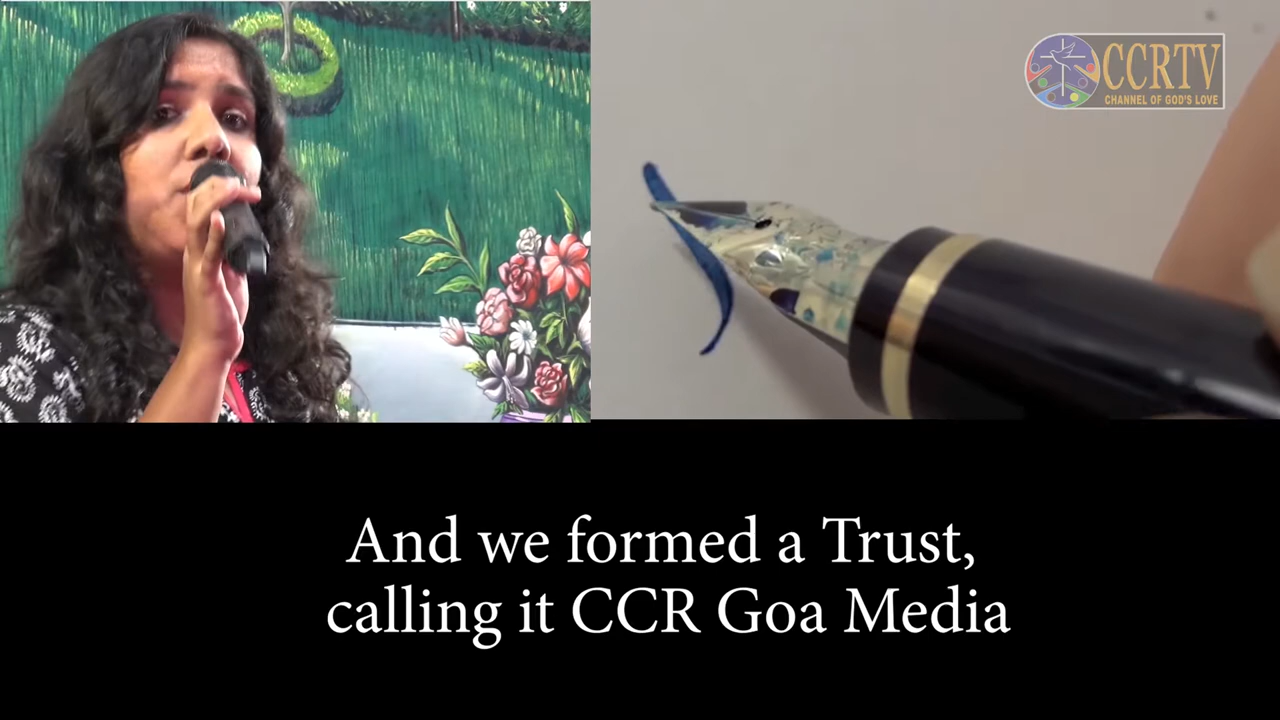 CCRTV
CHANNEL OF GOD'S LOVE
And we formed a Trust,
calling it CCR Goa Media